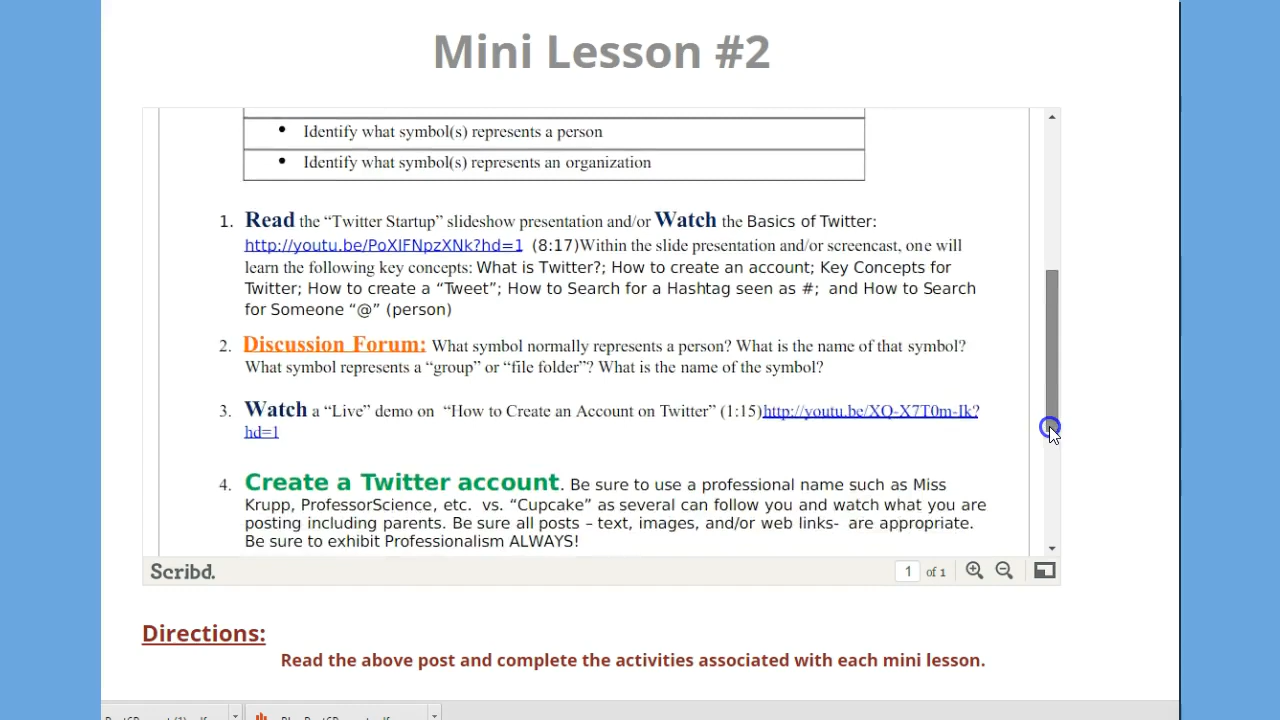 Mini Lesson #2
• Identify what symbol(s) represents a person
• Identify what symbol(s) represents an organization
1. Read the “Twitter Startup” slideshow presentation and/or Watch the Basics of Twitter:
http://youtu.be/PoXIFNpzXNk?hd=1 (8:17)Within the slide presentation and/or screencast, one will
learn the following key concepts: What is Twitter?; How to create an account; Key Concepts for
Twitter; How to create a “Tweet”; How to Search for a Hashtag seen as #; and How to Search
for Someone “@” (person)
2. Discussion Forum: What symbol normally represents a person? What is the name of that symbol?
What symbol represents a “group” or “file folder”? What is the name of the symbol?
3. Watch a “Live” demo on “How to Create an Account on Twitter” (1:15)http://youtu.be/XQ-X7T0m-Ik?
hd=1
4. Create a Twitter account. Be sure to use a professional name such as Miss
Krupp, ProfessorScience, etc. vs. “Cupcake” as several can follow you and watch what you are
posting including parents. Be sure all posts – text, images, and/or web links- are appropriate.
Be sure to exhibit Professionalism ALWAYS!
Scribd.
1 of 1
Directions:
Read the above post and complete the activities associated with each mini lesson.